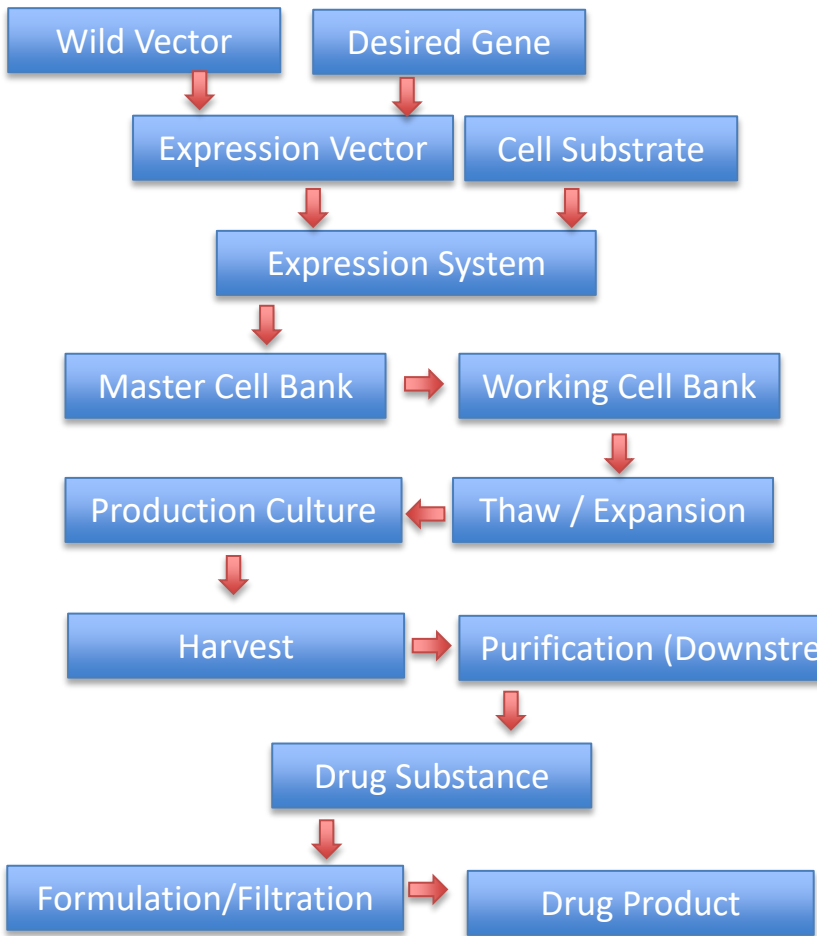 Wild Vector
Desired Gene
Expression Vector
Cell Substrate
Expression System
Master Cell Bank
Working Cell Bank
Production Culture
Thaw / Expansion
Harvest
Purification (Downstre
Drug Substance
Formulation/Filtration
Drug Product